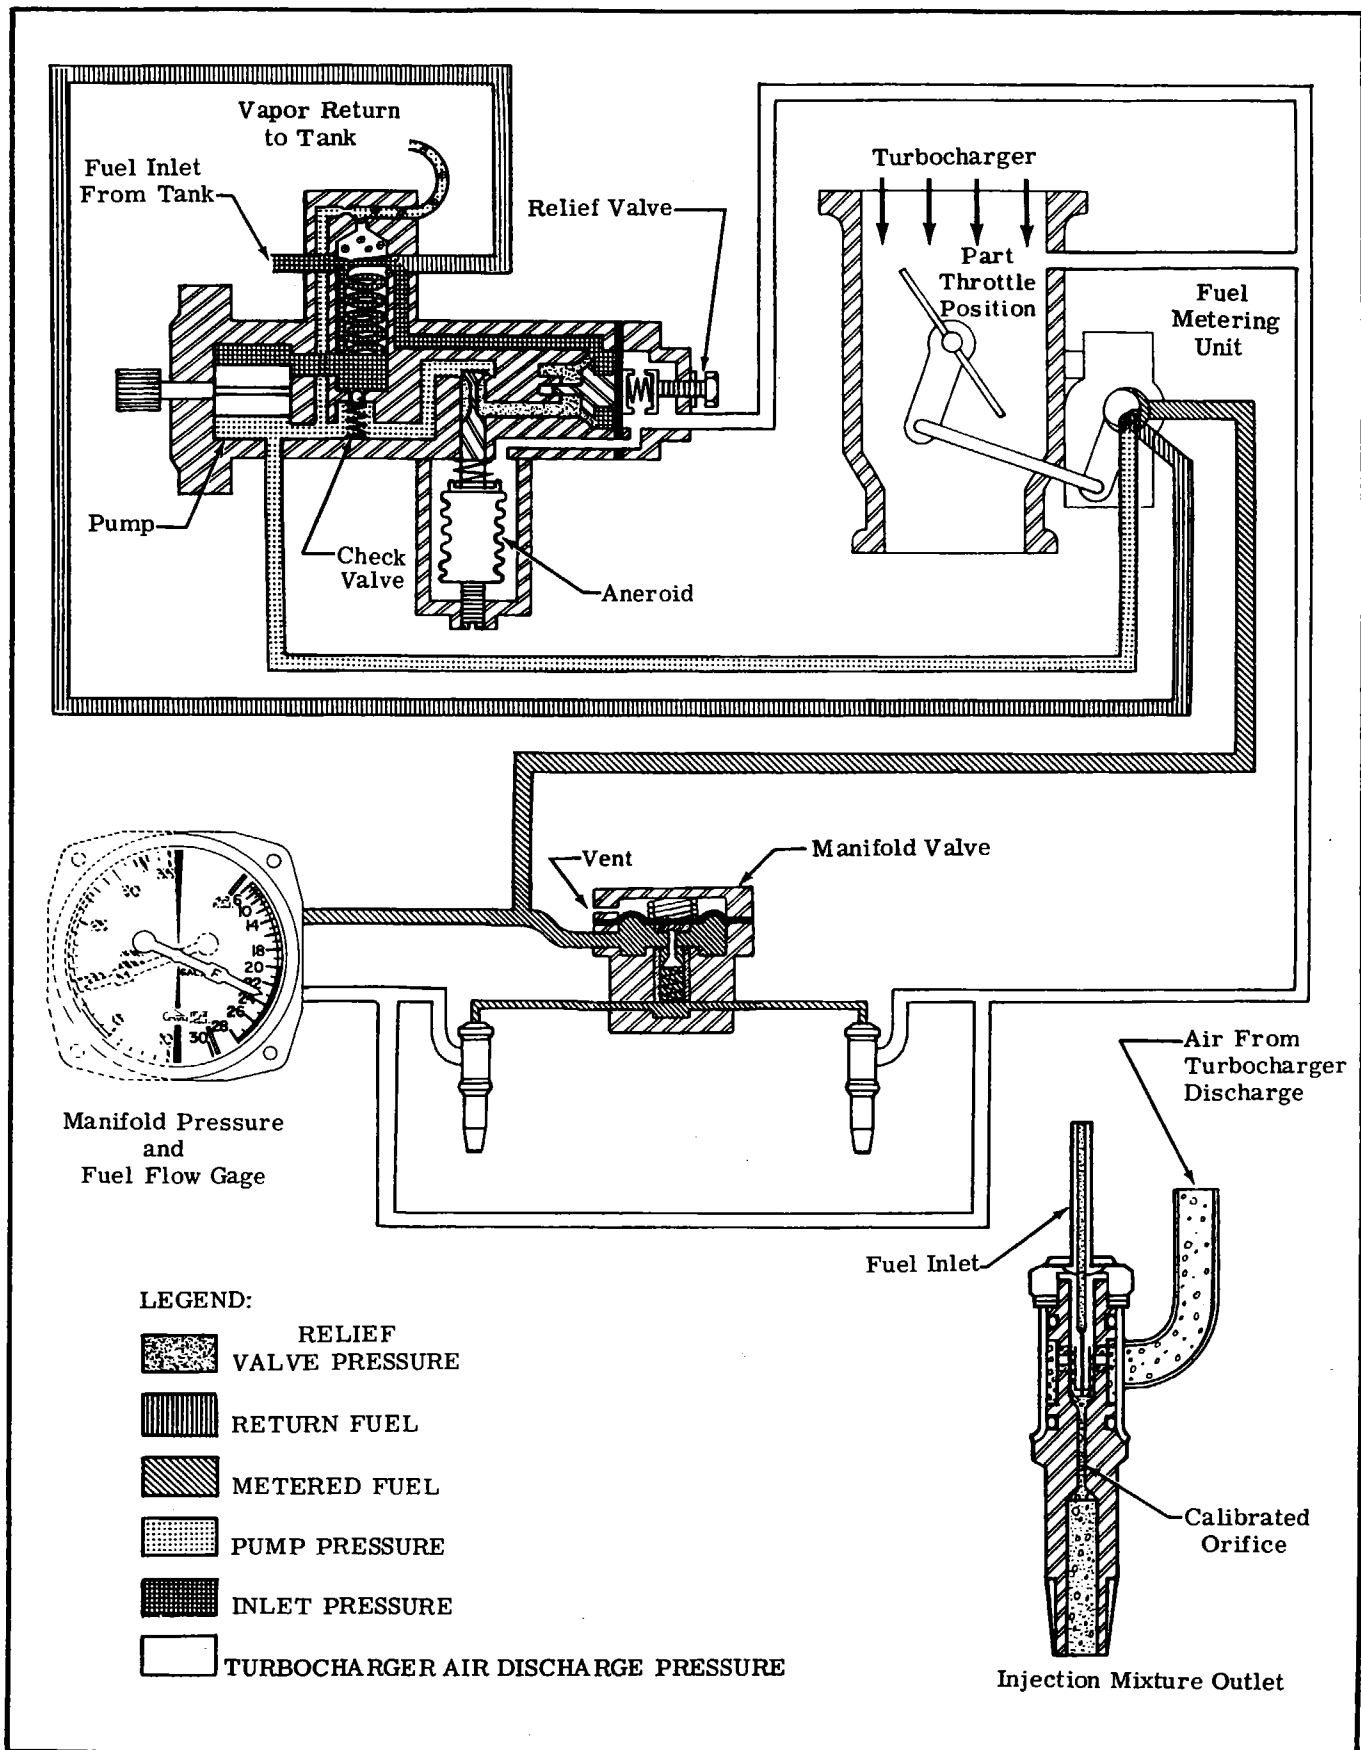 Vapor Return
to Tank
Fuel Inlet
From Tank
Relief Valve
Turbocharger
Part
Throttle
Position
Fuel
Metering
Unit
Pump
Check
Valve
Aneroid
Vent
Manifold Valve
6
10
14
18
20
22
24
26
28
30
F
Manifold Pressure
and
Fuel Flow Gage
Air From
Turbocharger
Discharge
Fuel Inlet
Calibrated
Orifice
Injection Mixture Outlet
LEGEND:
RELIEF
VALVE PRESSURE
RETURN FUEL
METERED FUEL
PUMP PRESSURE
INLET PRESSURE
TURBOCHARGER AIR DISCHARGE PRESSURE